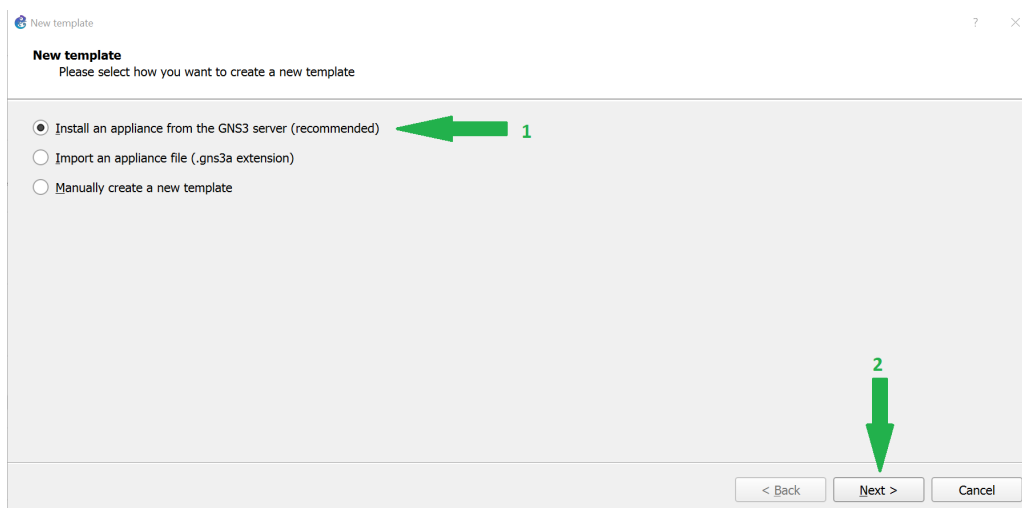 New template
?
New template
Please select how you want to create a new template
Install an appliance from the GNS3 server (recommended)
1
Import an appliance file (.gns3a extension)
Manually create a new template
2
< Back
Next >
Cancel